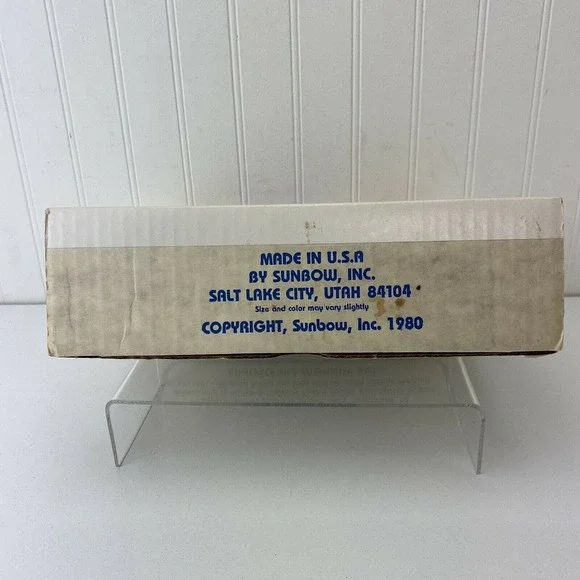 MADE IN U.S.A
BY SUNBOW, INC.
SALT LAKE CITY, UTAH 84104
Size and color may vary slightly
COPYRIGHT, Sunbow, Inc. 1980